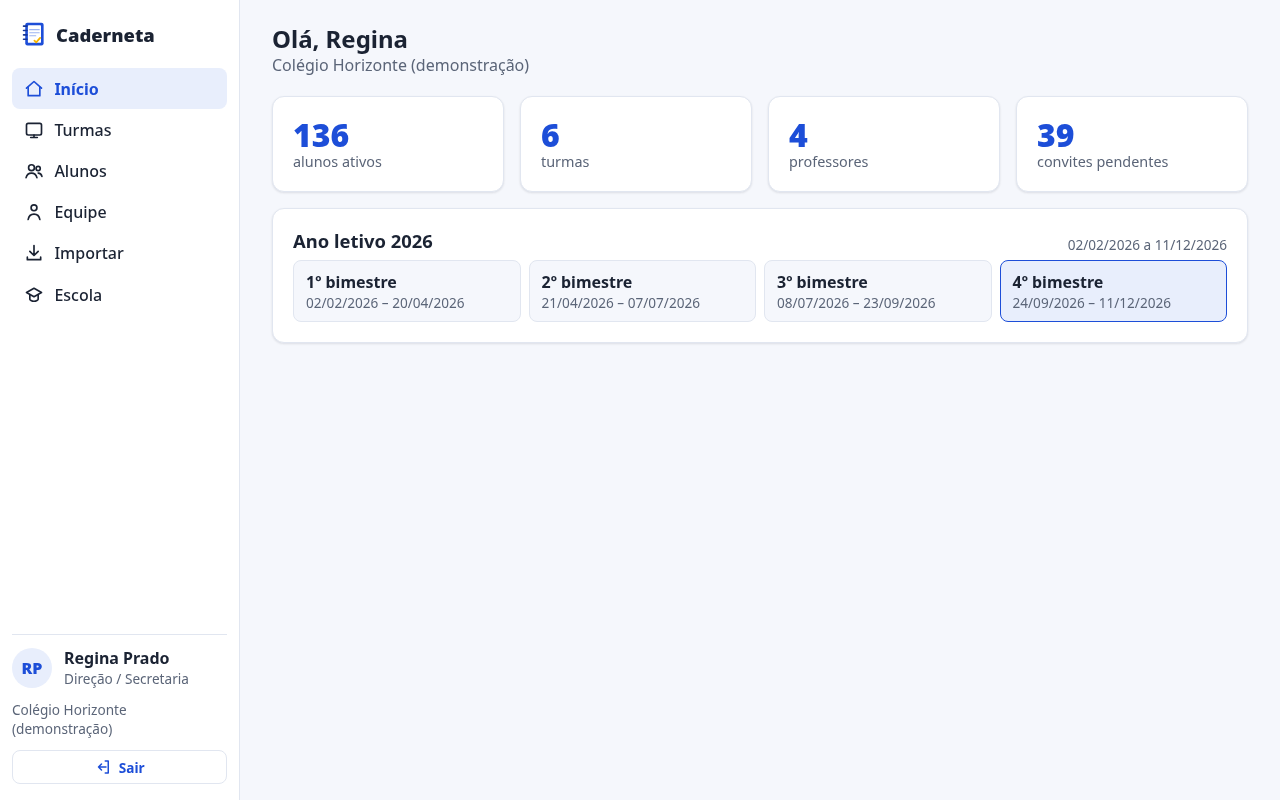 Caderneta
Início
Turmas
Alunos
Equipe
Importar
Escola
RP
Regina Prado
Direção / Secretaria
Colégio Horizonte
(demonstração)
Sair
Olá, Regina
Colégio Horizonte (demonstração)
136
alunos ativos
6
turmas
4
professores
39
convites pendentes
Ano letivo 2026
02/02/2026 a 11/12/2026
1º bimestre
02/02/2026 – 20/04/2026
2º bimestre
21/04/2026 – 07/07/2026
3º bimestre
08/07/2026 – 23/09/2026
4º bimestre
24/09/2026 – 11/12/2026